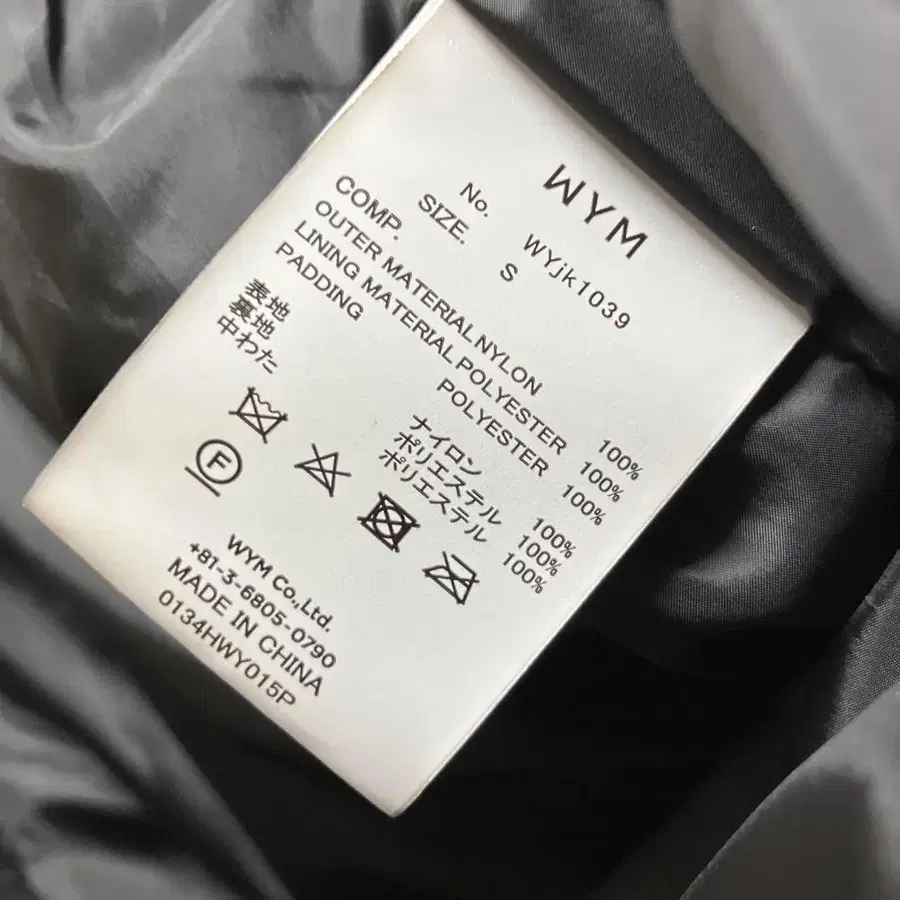 WYM
No. WYjk1039
SIZE. S
COMP.
OUTER MATERIAL NYLON 100%
LINING MATERIAL POLYESTER 100%
PADDING POLYESTER 100%
表地 ナイロン 100%
裏地 ポリエステル 100%
中わた ポリエステル 100%
F
WYM Co.,Ltd.
+81-3-6805-0790
MADE IN CHINA
0134HWY015P